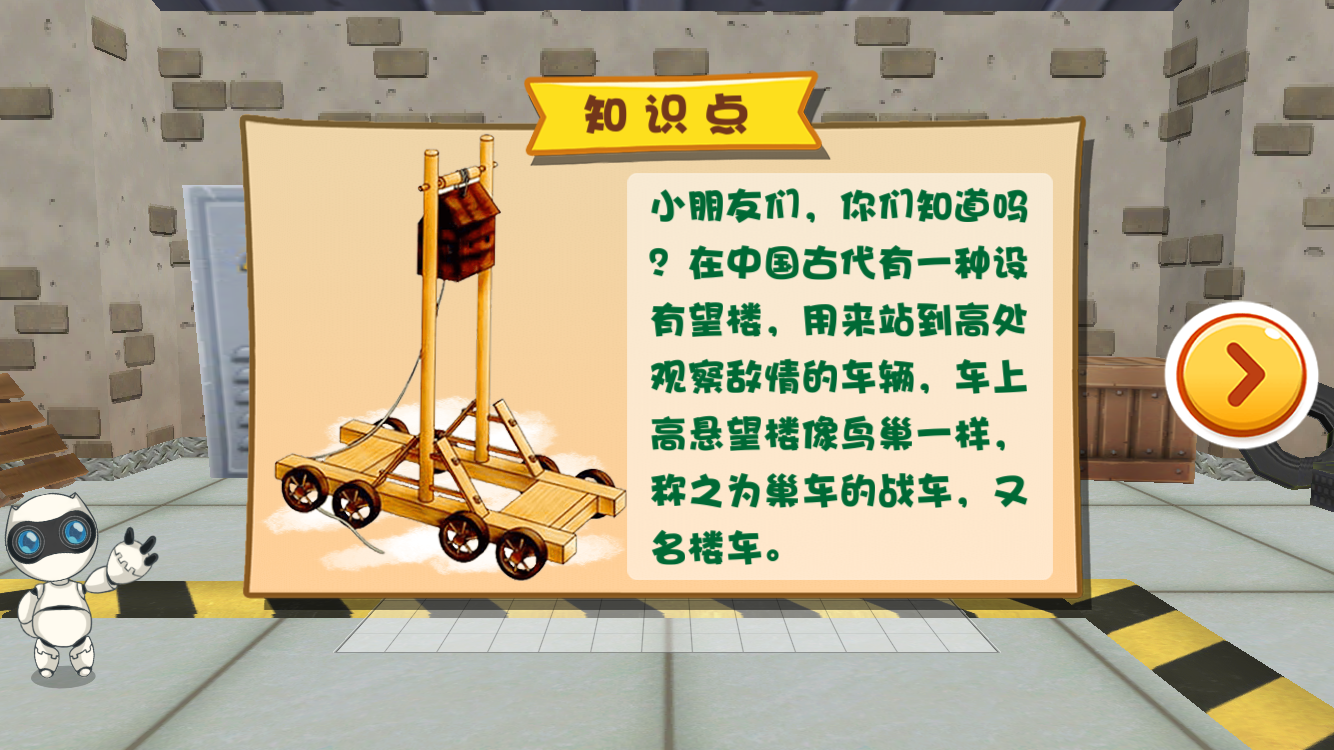 知识点
小朋友们，你们知道吗
？在中国古代有一种设
有望楼，用来站到高处
观察敌情的车辆，车上
高悬望楼像鸟巢一样，
称之为巢车的战车，又
名楼车。